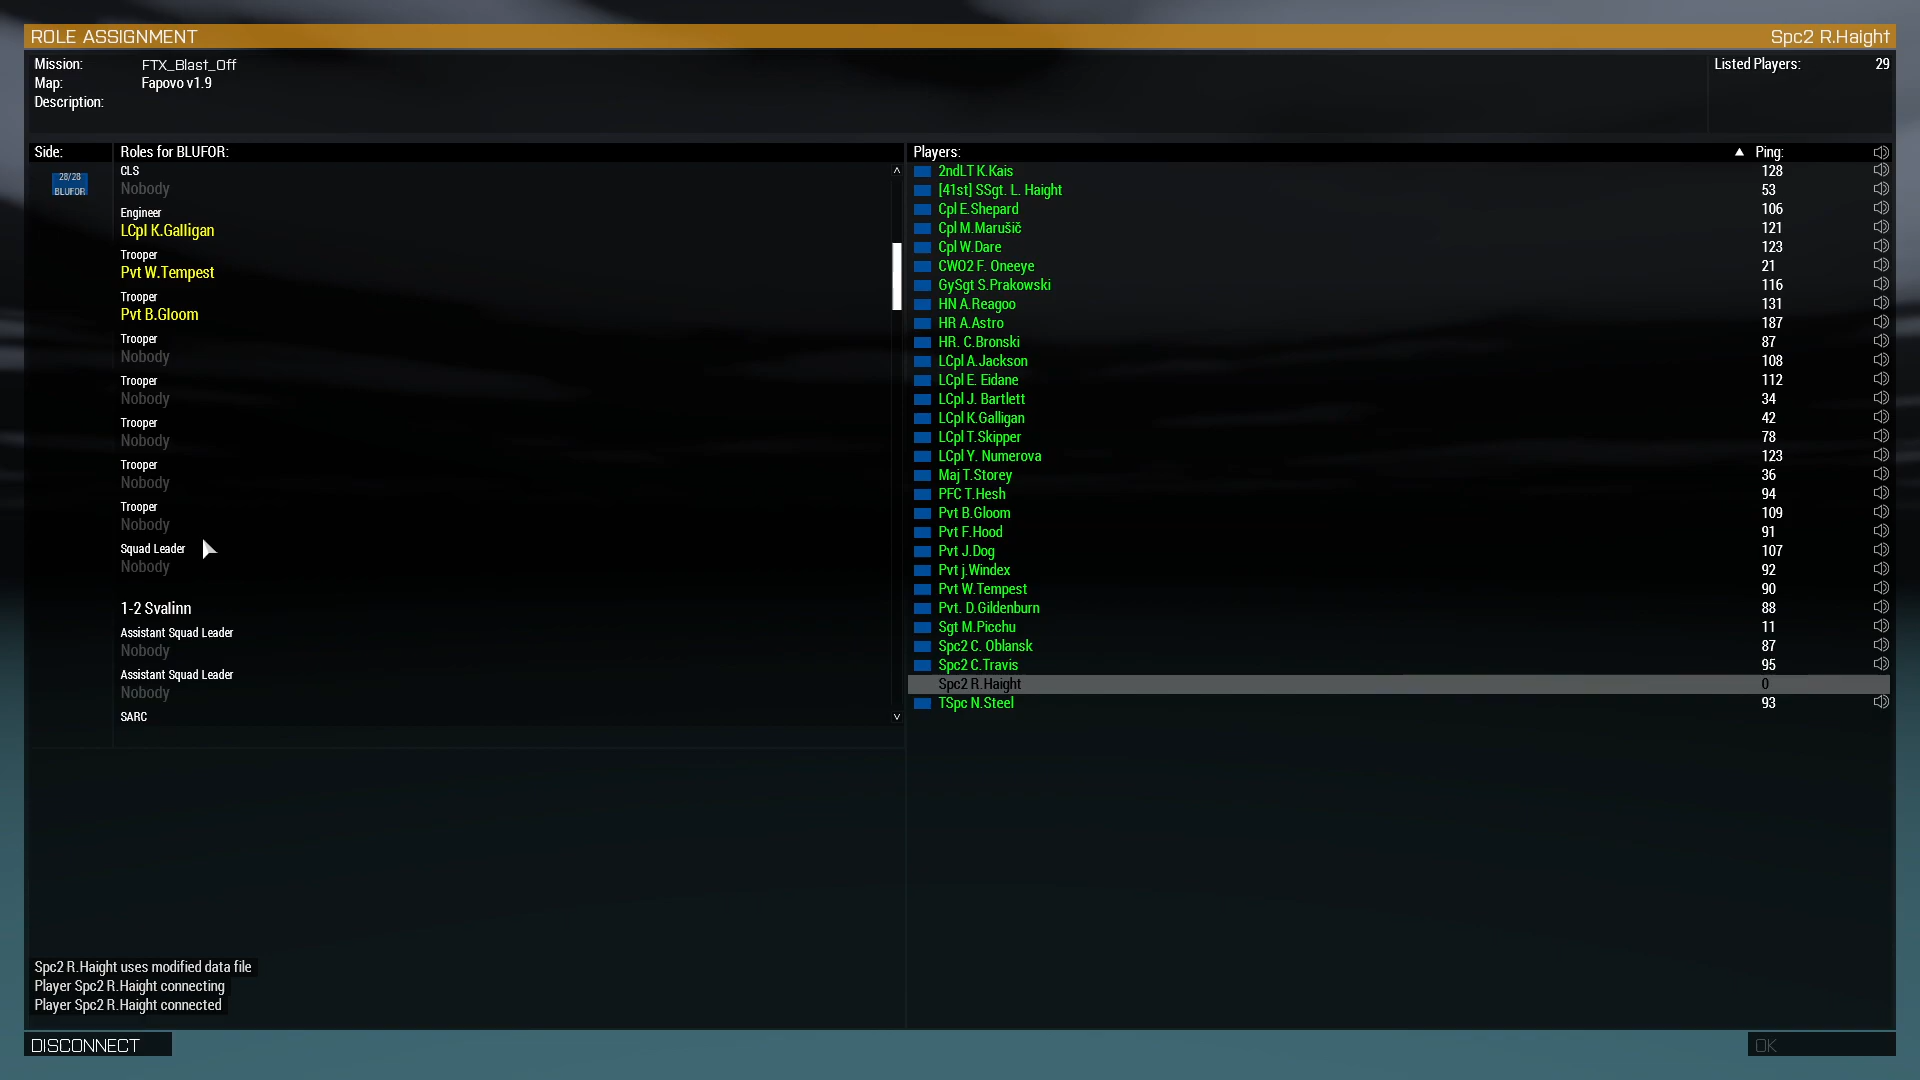 ROLE ASSIGNMENT
Spc2 R.Haight
Mission: FTX_Blast_Off
Map: Fapovo v1.9
Description:
Listed Players: 29
Side:
28/28
BLUFOR
Roles for BLUFOR:
CLS
Nobody
Engineer
LCpl K.Galligan
Trooper
Pvt W.Tempest
Trooper
Pvt B.Gloom
Trooper
Nobody
Trooper
Nobody
Trooper
Nobody
Trooper
Nobody
Trooper
Nobody
Squad Leader
Nobody
1-2 Svalinn
Assistant Squad Leader
Nobody
Assistant Squad Leader
Nobody
SARC
Players: Ping:
2ndLT K.Kais 128
[41st] SSgt. L. Haight 53
Cpl E.Shepard 106
Cpl M.Marušič 121
Cpl W.Dare 123
CWO2 F. Oneeye 21
GySgt S.Prakowski 116
HN A.Reagoo 131
HR A.Astro 187
HR. C.Bronski 87
LCpl A.Jackson 108
LCpl E. Eidane 112
LCpl J. Bartlett 34
LCpl K.Galligan 42
LCpl T.Skipper 78
LCpl Y. Numerova 123
Maj T.Storey 36
PFC T.Hesh 94
Pvt B.Gloom 109
Pvt F.Hood 91
Pvt J.Dog 107
Pvt j.Windex 92
Pvt W.Tempest 90
Pvt. D.Gildenburn 88
Sgt M.Picchu 11
Spc2 C. Oblansk 87
Spc2 C.Travis 95
Spc2 R.Haight 0
TSpc N.Steel 93
Spc2 R.Haight uses modified data file
Player Spc2 R.Haight connecting
Player Spc2 R.Haight connected
DISCONNECT
OK